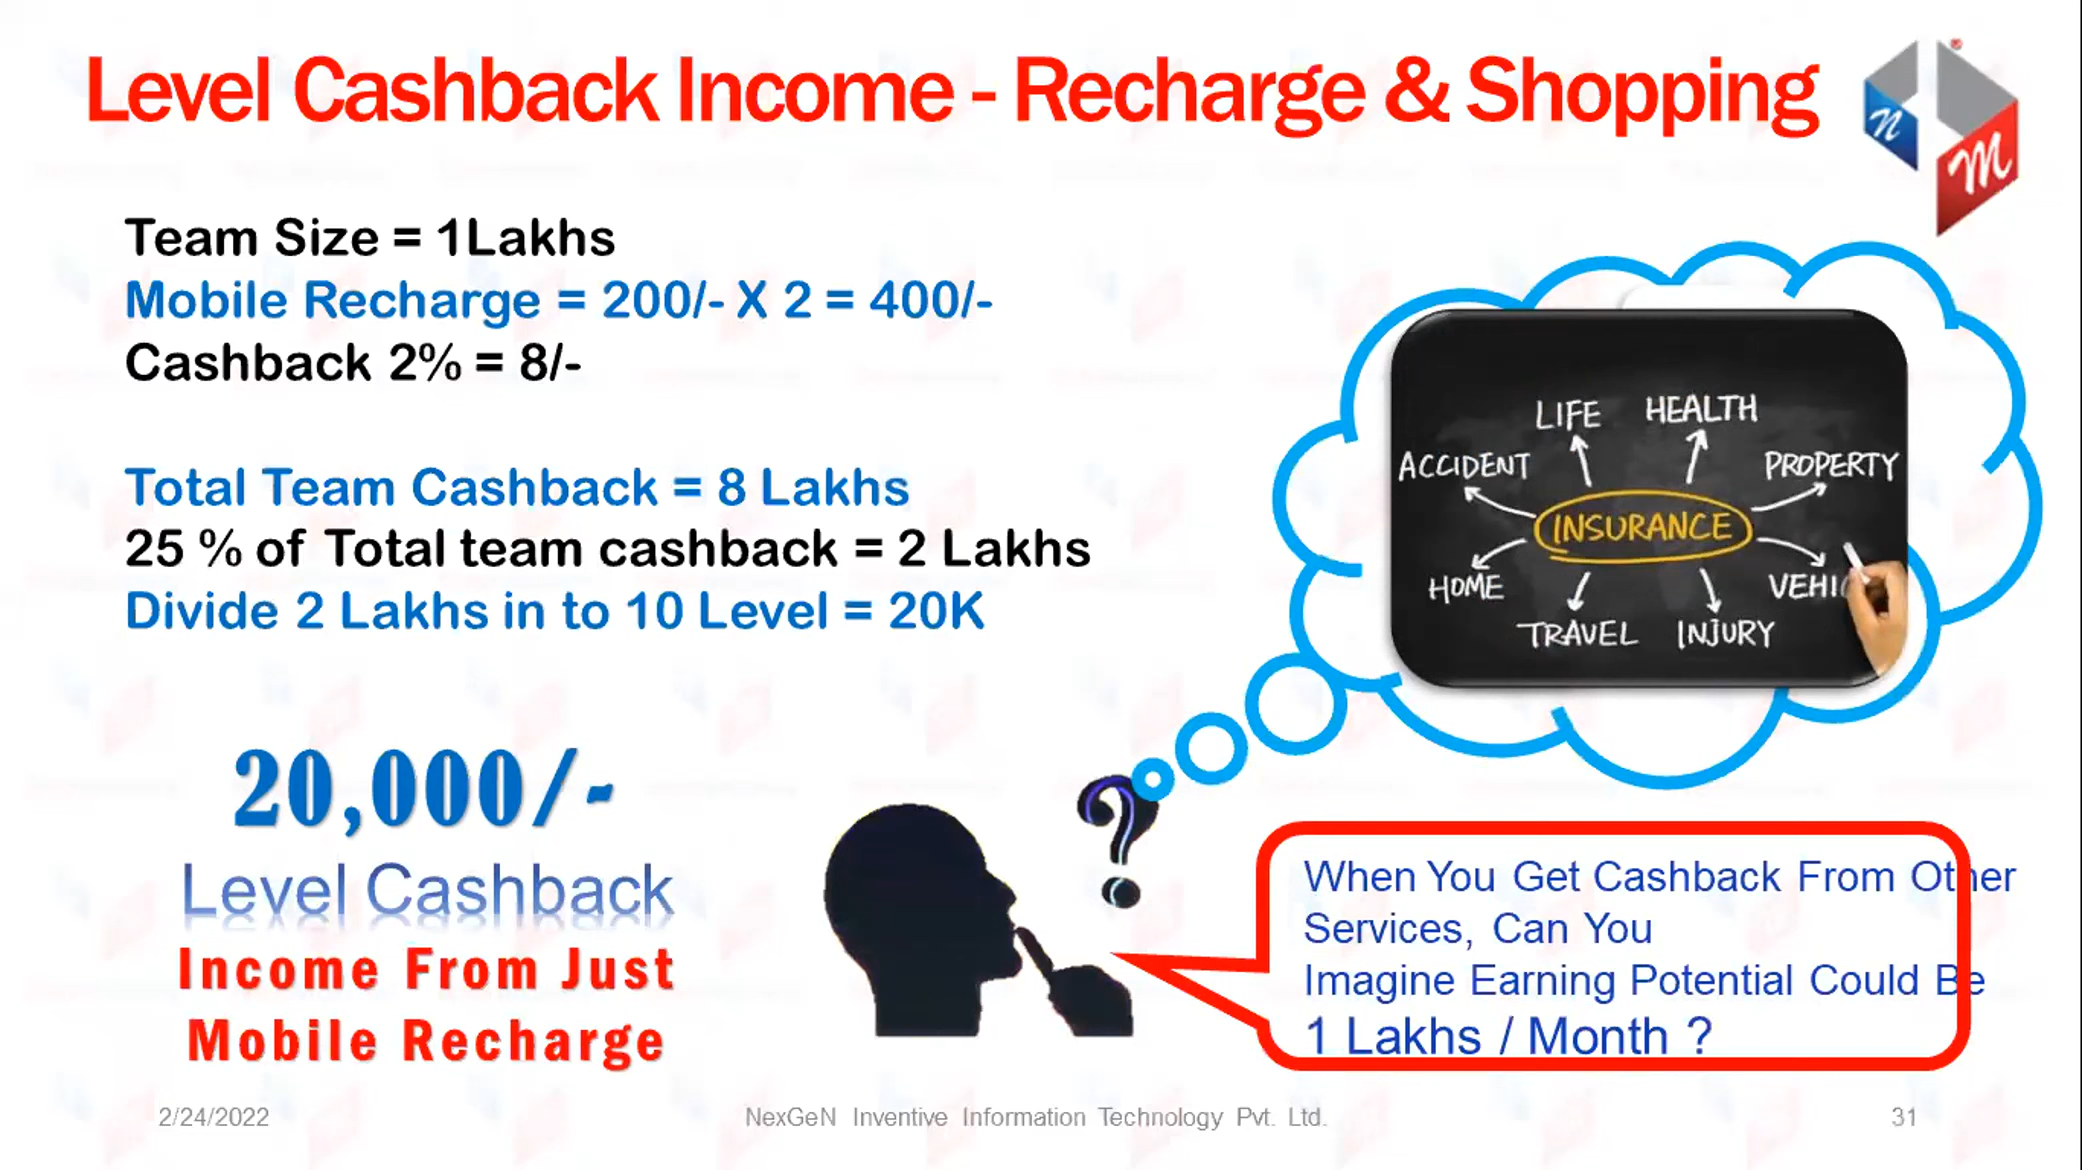 Level Cashback Income - Recharge & Shopping
n
m
®
Team Size = 1Lakhs
Mobile Recharge = 200/- X 2 = 400/-
Cashback 2% = 8/-
Total Team Cashback = 8 Lakhs
25 % of Total team cashback = 2 Lakhs
Divide 2 Lakhs in to 10 Level = 20K
LIFE HEALTH
ACCIDENT PROPERTY
INSURANCE
HOME VEHIC
TRAVEL INJURY
20,000/-
Level Cashback
Income From Just
Mobile Recharge
?
When You Get Cashback From Other
Services, Can You
Imagine Earning Potential Could Be
1 Lakhs / Month ?
2/24/2022 NexGeN Inventive Information Technology Pvt. Ltd. 31